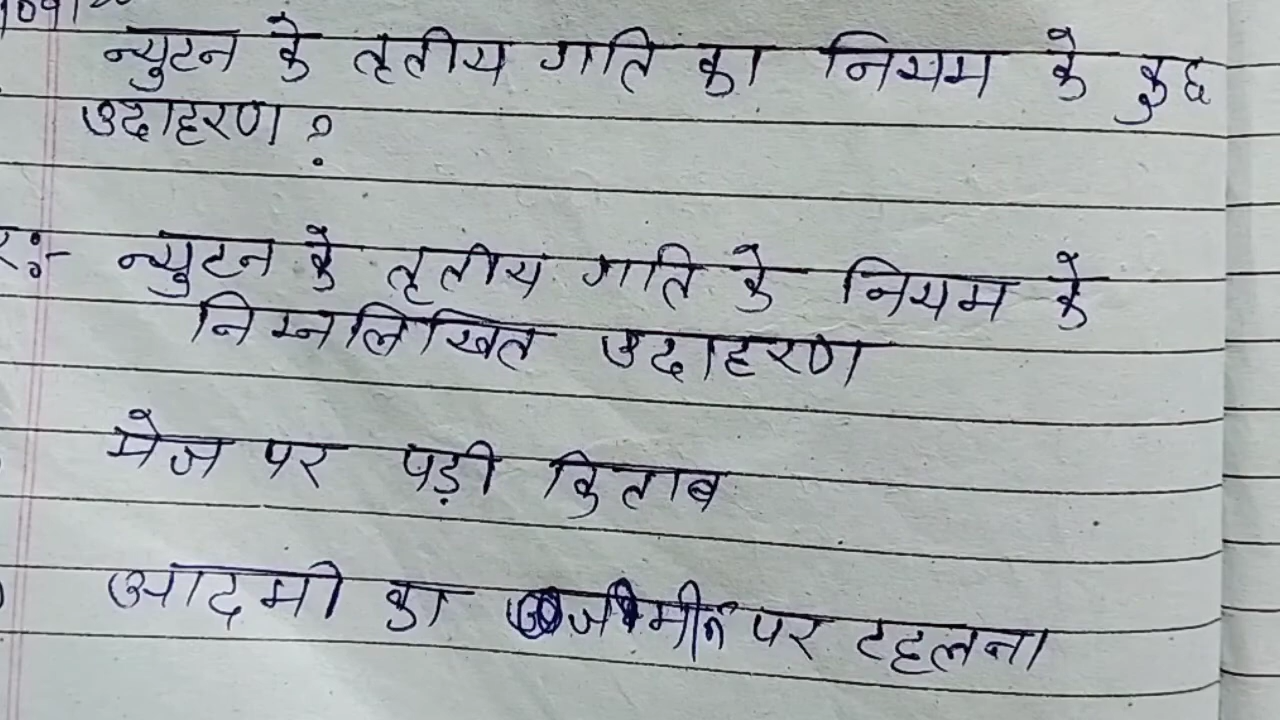 न्युटन के तृतीय गति का नियम के कुछ
उदाहरण ?
र:- न्युटन के तृतीय गति के नियम के
निम्नलिखित उदाहरण
मेज पर पड़ी किताब
आदमी का जमीन पर टहलना